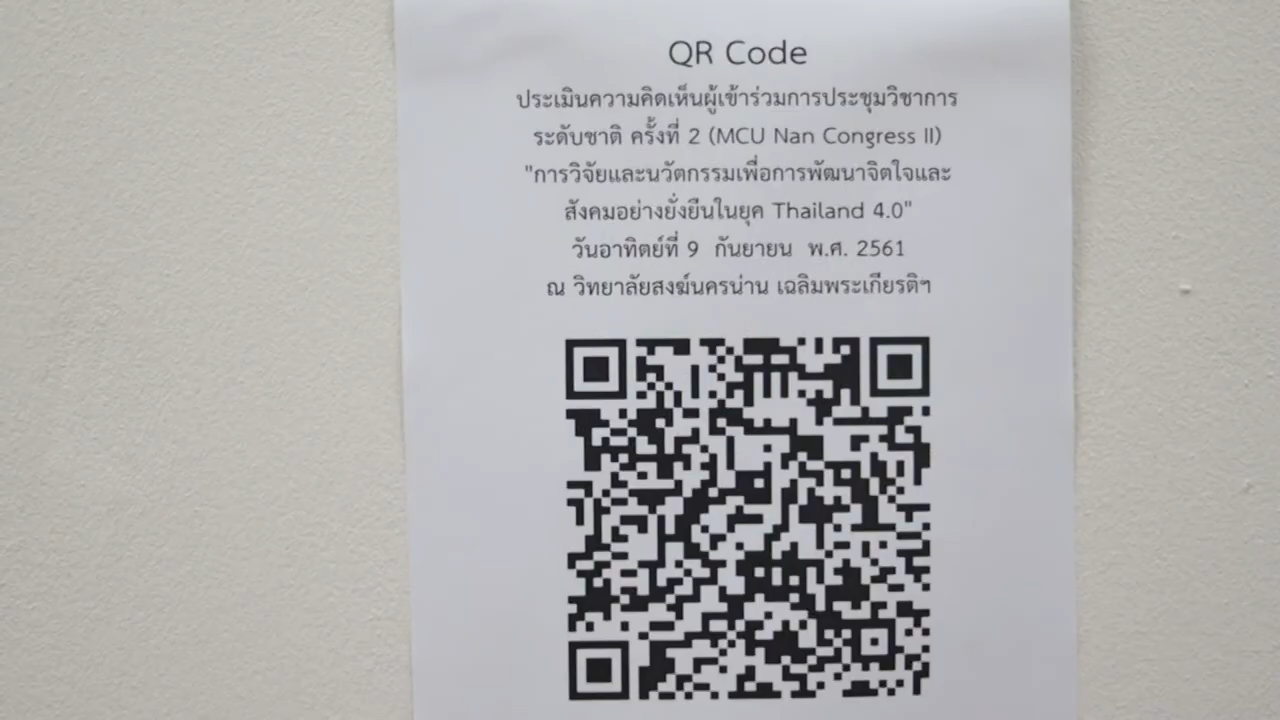 QR Code
ประเมินความคิดเห็นผู้เข้าร่วมการประชุมวิชาการ
ระดับชาติ ครั้งที่ 2 (MCU Nan Congress II)
"การวิจัยและนวัตกรรมเพื่อการพัฒนาจิตใจและ
สังคมอย่างยั่งยืนในยุค Thailand 4.0"
วันอาทิตย์ที่ 9 กันยายน พ.ศ. 2561
ณ วิทยาลัยสงฆ์นครน่าน เฉลิมพระเกียรติฯ